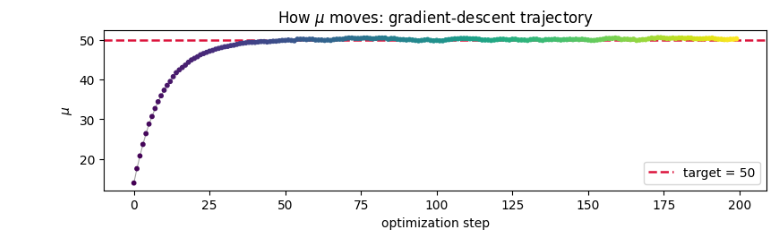 How μ moves: gradient-descent trajectory
50
40
30
20
μ
target = 50
0 25 50 75 100 125 150 175 200
optimization step